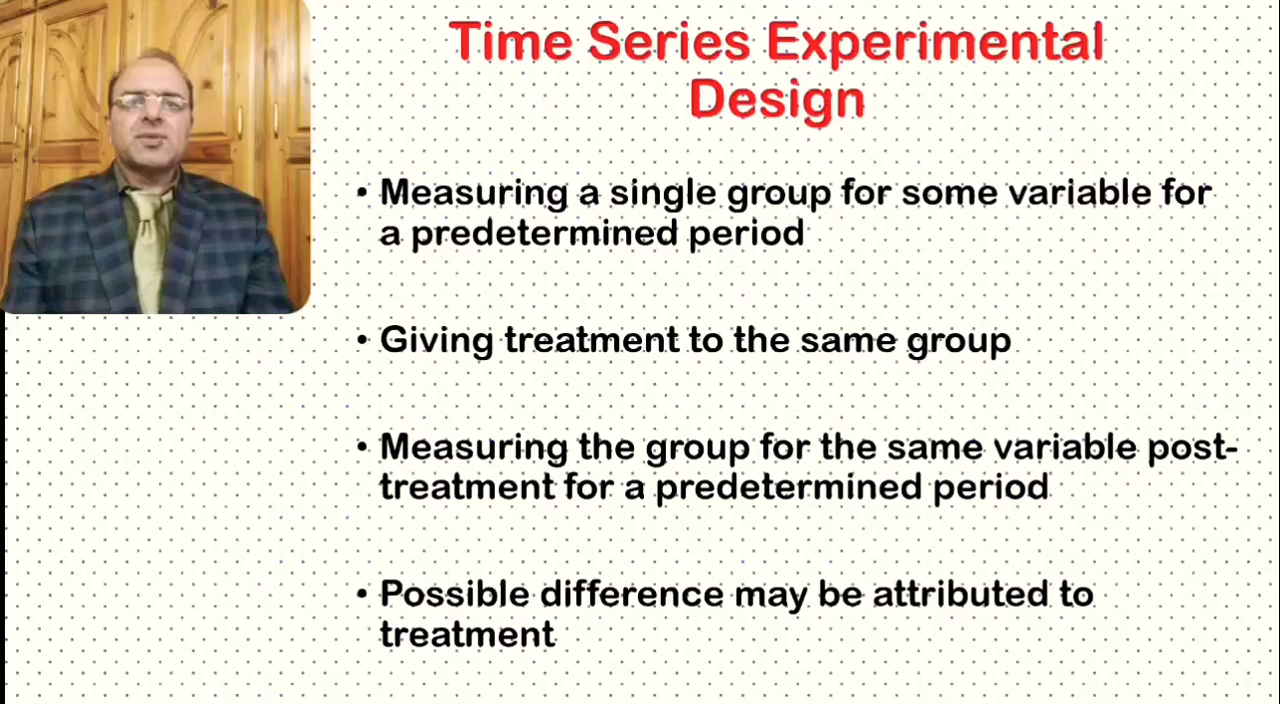 Time Series Experimental
Design
• Measuring a single group for some variable for
a predetermined period
• Giving treatment to the same group
• Measuring the group for the same variable post-
treatment for a predetermined period
• Possible difference may be attributed to
treatment